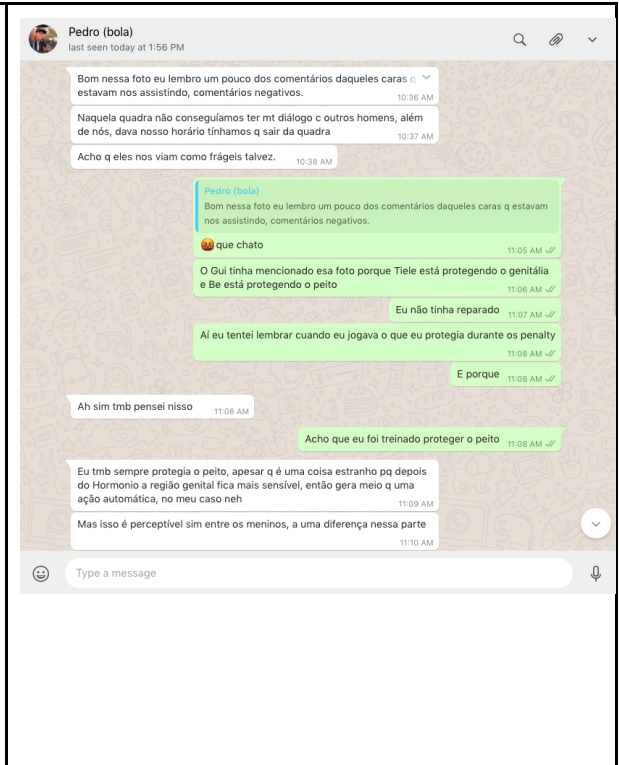 Pedro (bola)
last seen today at 1:56 PM
Bom nessa foto eu lembro um pouco dos comentários daqueles caras q
estavam nos assistindo, comentários negativos.
10:36 AM
Naquela quadra não conseguíamos ter mt diálogo c outros homens, além
de nós, dava nosso horário tínhamos q sair da quadra
10:37 AM
Acho q eles nos viam como frágeis talvez.
10:38 AM
Pedro (bola)
Bom nessa foto eu lembro um pouco dos comentários daqueles caras q estavam
nos assistindo, comentários negativos.
🤬 que chato
11:05 AM
O Gui tinha mencionado esa foto porque Tiele está protegendo o genitália
e Be está protegendo o peito
11:06 AM
Eu não tinha reparado 11:07 AM
Aí eu tentei lembrar cuando eu jogava o que eu protegia durante os penalty
11:08 AM
E porque 11:08 AM
Ah sim tmb pensei nisso 11:08 AM
Acho que eu foi treinado proteger o peito 11:08 AM
Eu tmb sempre protegia o peito, apesar q é uma coisa estranho pq depois
do Hormonio a região genital fica mais sensível, então gera meio q uma
ação automática, no meu caso neh
11:09 AM
Mas isso é perceptível sim entre os meninos, a uma diferença nessa parte
11:10 AM
Type a message